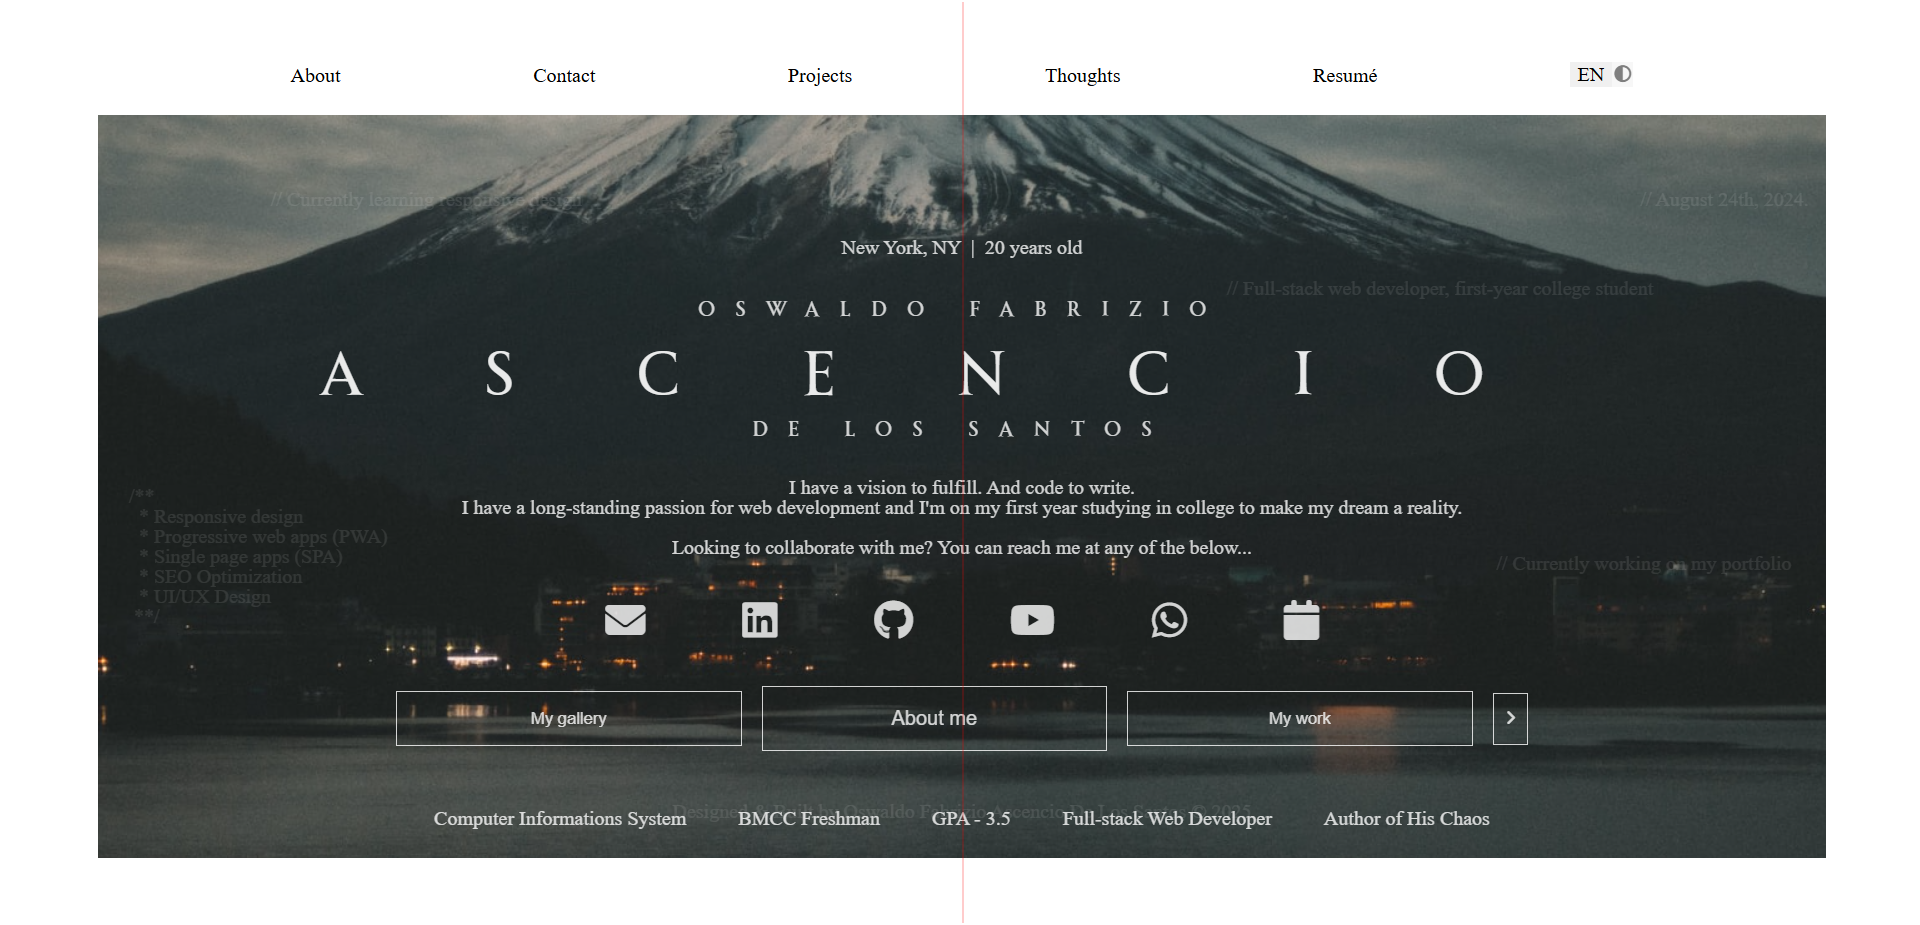 About Contact Projects Thoughts Resumé EN
// Currently learning responsive design
// August 24th, 2024.
New York, NY | 20 years old
// Full-stack web developer, first-year college student
OSWALDO FABRIZIO
ASCENCIO
DE LOS SANTOS
I have a vision to fulfill. And code to write.
I have a long-standing passion for web development and I'm on my first year studying in college to make my dream a reality.
Looking to collaborate with me? You can reach me at any of the below...
/**
* Responsive design
* Progressive web apps (PWA)
* Single page apps (SPA)
* SEO Optimization
* UI/UX Design
**/
// Currently working on my portfolio
in
My gallery About me My work >
Designed & Built by Oswaldo Fabrizio Ascencio De Los Santos © 2025
Computer Informations System BMCC Freshman GPA - 3.5 Full-stack Web Developer Author of His Chaos